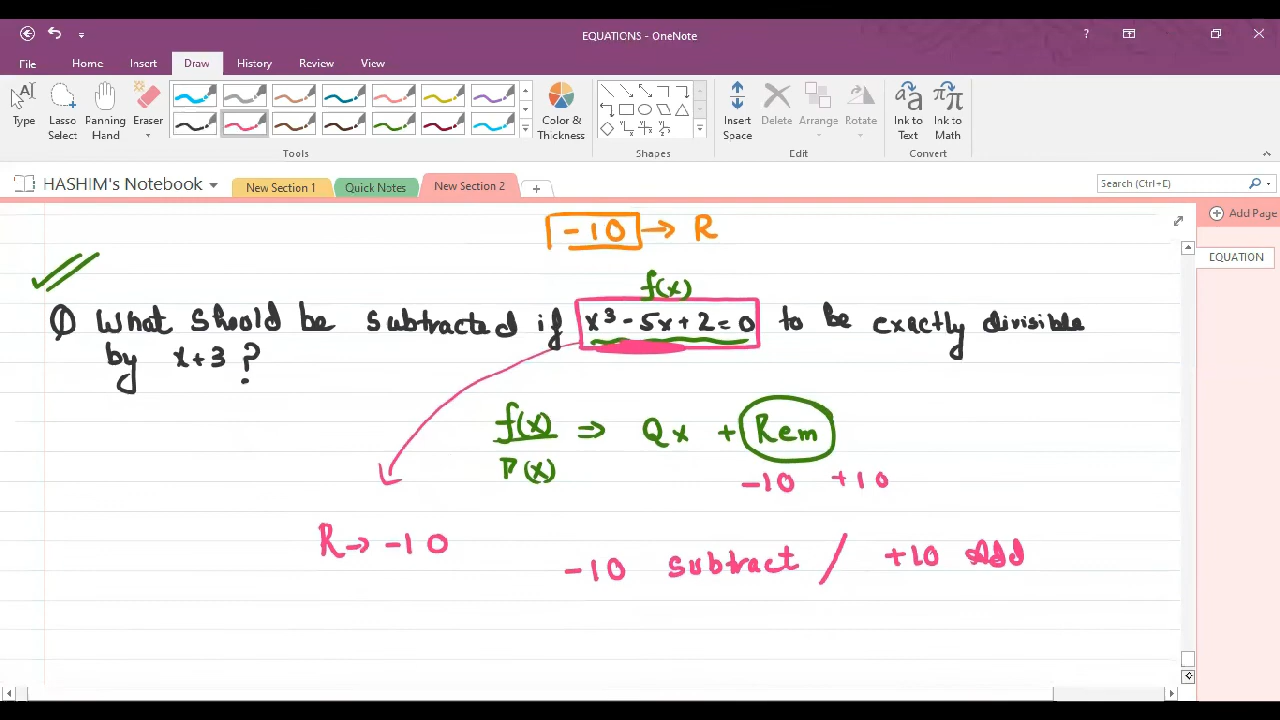 EQUATIONS - OneNote
?
File Home Insert Draw History Review View
Type Lasso Select Panning Hand Eraser Color & Thickness Insert Space Delete Arrange Rotate Ink to Text Ink to Math
Tools Shapes Edit Convert
HASHIM's Notebook New Section 1 Quick Notes New Section 2 + Search (Ctrl+E)
Add Page
EQUATION
-10 → R
f(x)
Q What should be subtracted if x³ - 5x + 2 = 0 to be exactly divisible
by x+3 ?
f(x)/P(x) ⇒ Qx + Rem
-10 +10
R → -10
-10 subtract / +10 Add